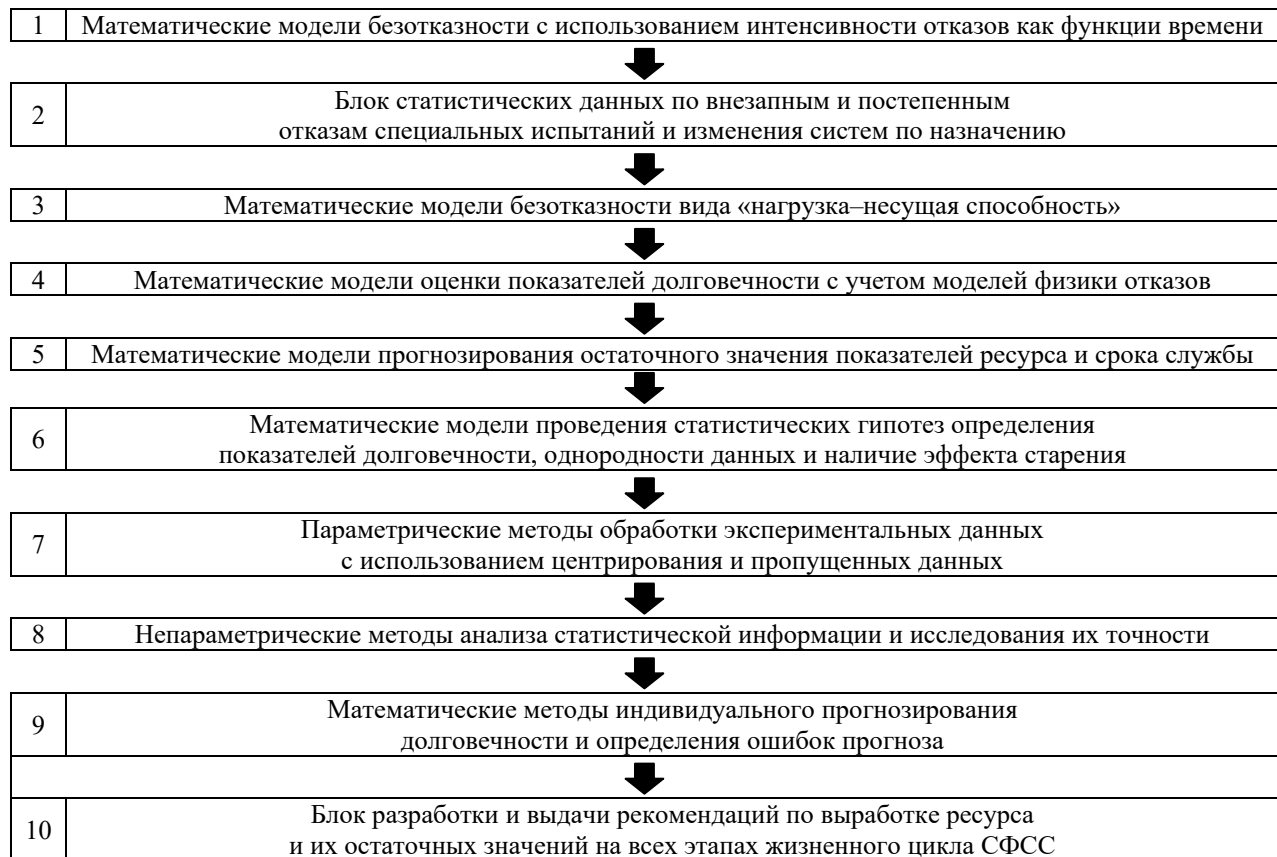 1 Математические модели безотказности с использованием интенсивности отказов как функции времени
2 Блок статистических данных по внезапным и постепенным
отказам специальных испытаний и изменения систем по назначению
3 Математические модели безотказности вида «нагрузка–несущая способность»
4 Математические модели оценки показателей долговечности с учетом моделей физики отказов
5 Математические модели прогнозирования остаточного значения показателей ресурса и срока службы
6 Математические модели проведения статистических гипотез определения
показателей долговечности, однородности данных и наличие эффекта старения
7 Параметрические методы обработки экспериментальных данных
с использованием центрирования и пропущенных данных
8 Непараметрические методы анализа статистической информации и исследования их точности
9 Математические методы индивидуального прогнозирования
долговечности и определения ошибок прогноза
10 Блок разработки и выдачи рекомендаций по выработке ресурса
и их остаточных значений на всех этапах жизненного цикла СФСС